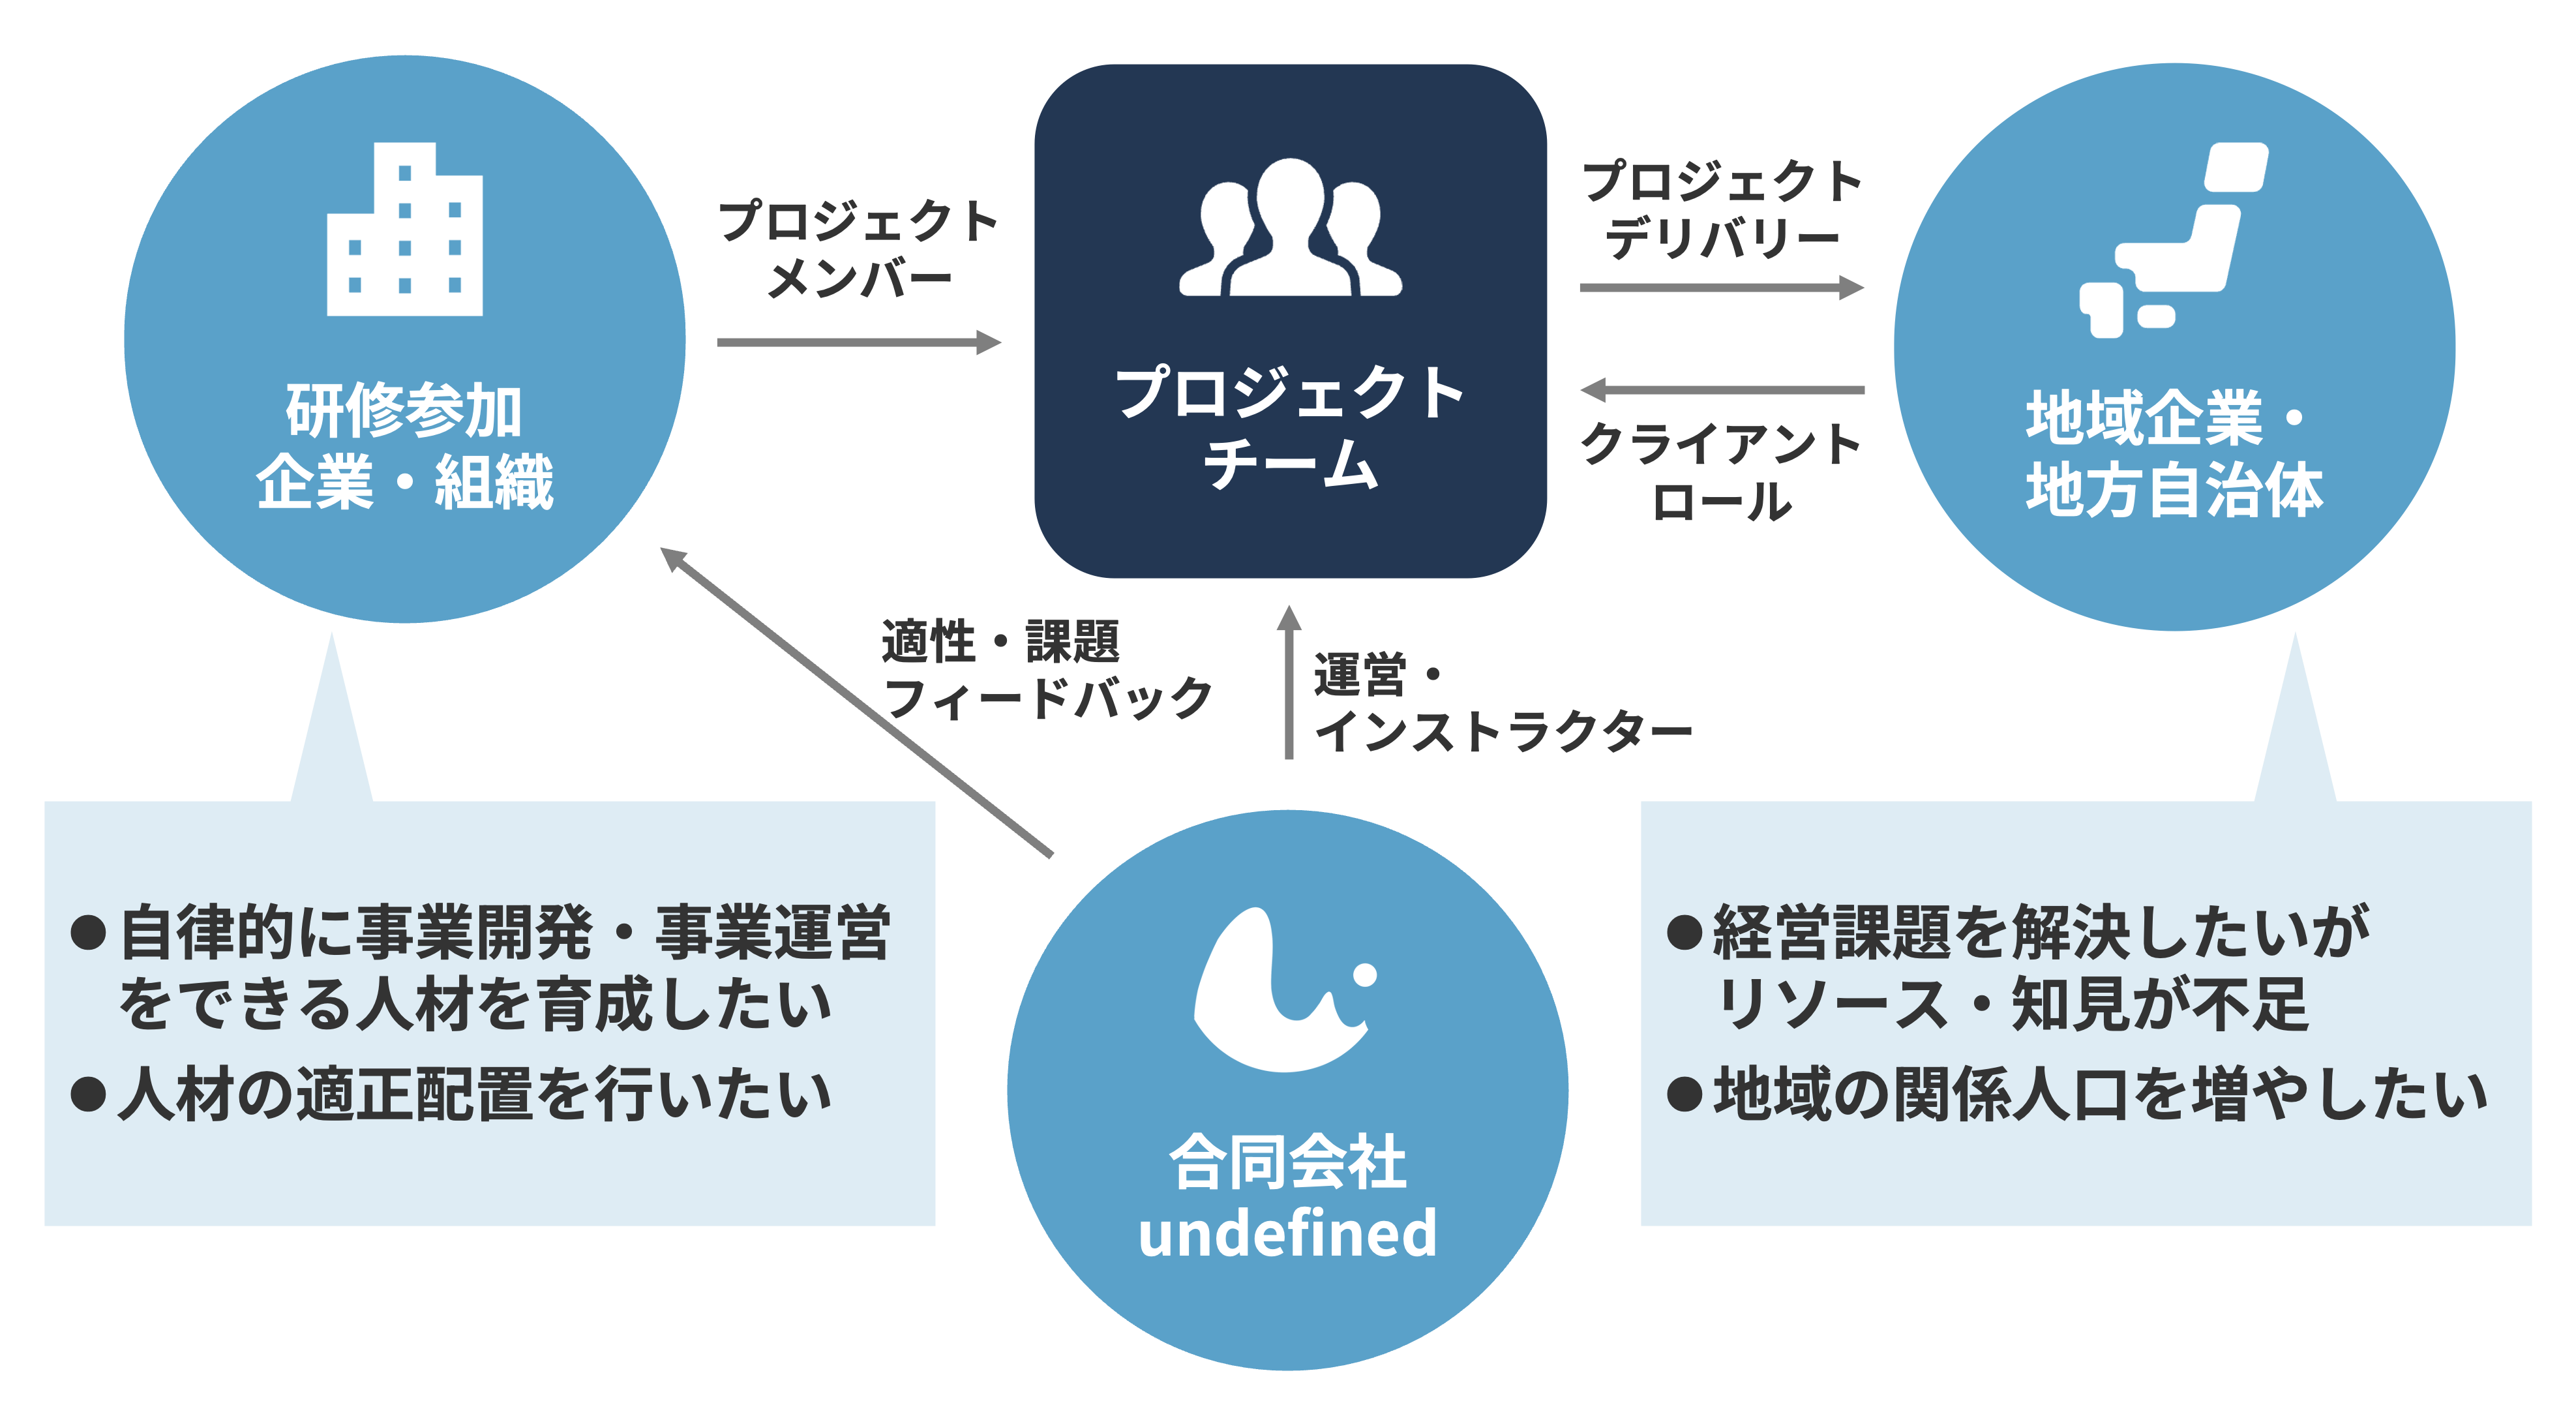 研修参加
企業・組織
プロジェクト
メンバー
プロジェクト
チーム
プロジェクト
デリバリー
クライアント
ロール
地域企業・
地方自治体
適性・課題
フィードバック
運営・
インストラクター
●自律的に事業開発・事業運営
をできる人材を育成したい
●人材の適正配置を行いたい
合同会社
undefined
●経営課題を解決したいが
リソース・知見が不足
●地域の関係人口を増やしたい